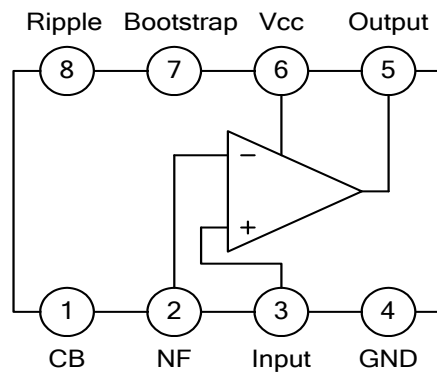 Ripple Bootstrap Vcc Output
8 7 6 5
−
+
1 2 3 4
CB NF Input GND